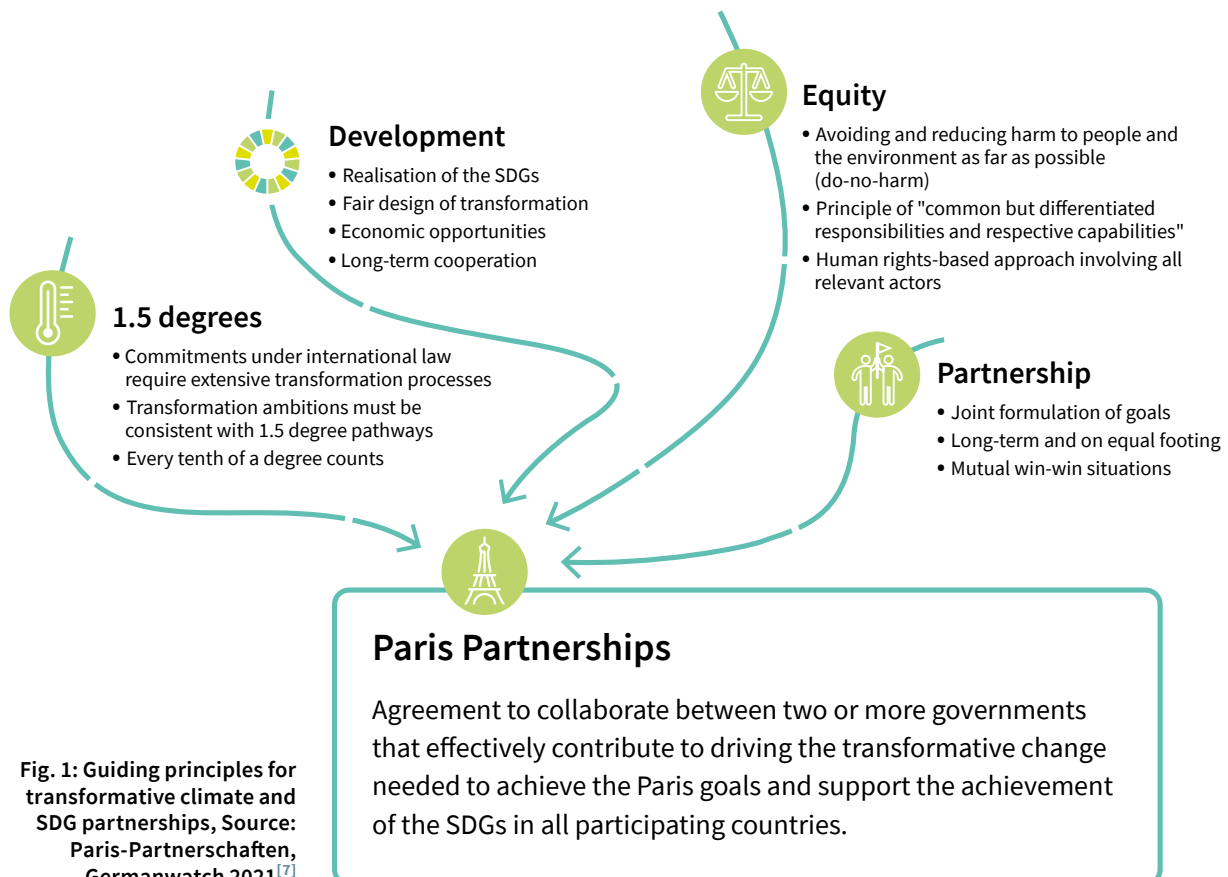 Development
• Realisation of the SDGs
• Fair design of transformation
• Economic opportunities
• Long-term cooperation
Equity
• Avoiding and reducing harm to people and
the environment as far as possible
(do-no-harm)
• Principle of "common but differentiated
responsibilities and respective capabilities"
• Human rights-based approach involving all
relevant actors
1.5 degrees
• Commitments under international law
require extensive transformation processes
• Transformation ambitions must be
consistent with 1.5 degree pathways
• Every tenth of a degree counts
Partnership
• Joint formulation of goals
• Long-term and on equal footing
• Mutual win-win situations
Paris Partnerships
Agreement to collaborate between two or more governments
that effectively contribute to driving the transformative change
needed to achieve the Paris goals and support the achievement
of the SDGs in all participating countries.
Fig. 1: Guiding principles for
transformative climate and
SDG partnerships, Source:
Paris-Partnerschaften,
Germanwatch 2021[7]